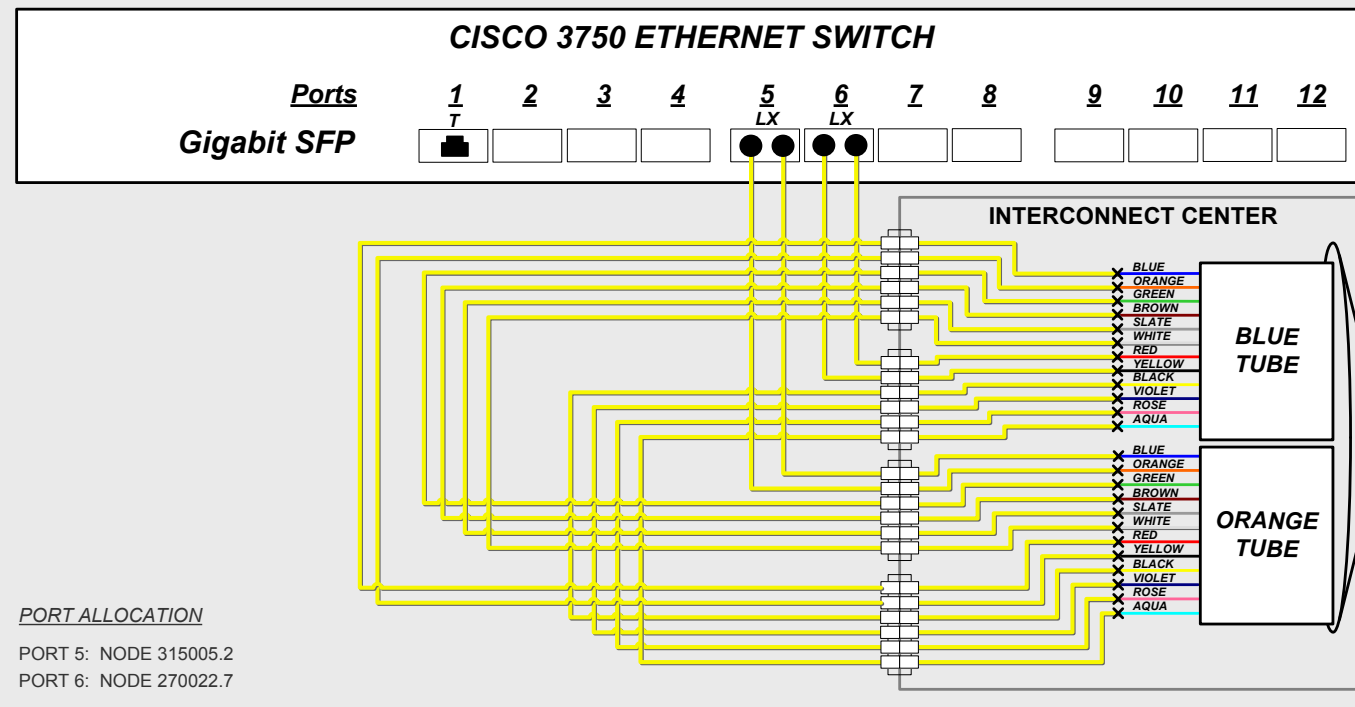 CISCO 3750 ETHERNET SWITCH
Ports 1 2 3 4 5 6 7 8 9 10 11 12
T LX LX
Gigabit SFP
INTERCONNECT CENTER
BLUE
ORANGE
GREEN
BROWN
SLATE
WHITE
RED
YELLOW
BLACK
VIOLET
ROSE
AQUA
BLUE
TUBE
BLUE
ORANGE
GREEN
BROWN
SLATE
WHITE
RED
YELLOW
BLACK
VIOLET
ROSE
AQUA
ORANGE
TUBE
PORT ALLOCATION
PORT 5: NODE 315005.2
PORT 6: NODE 270022.7